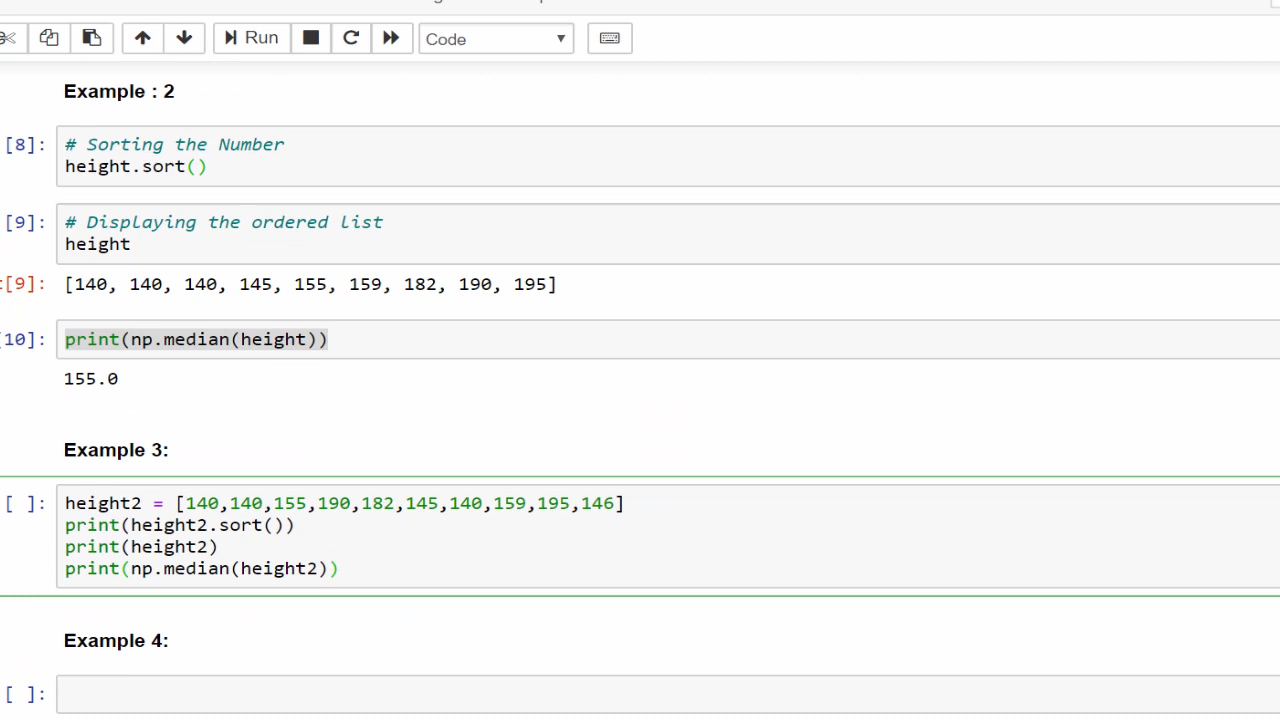 Run
Code
Example : 2
[8]:
# Sorting the Number
height.sort()
[9]:
# Displaying the ordered list
height
:[9]:
[140, 140, 140, 145, 155, 159, 182, 190, 195]
[10]:
print(np.median(height))
155.0
Example 3:
[ ]:
height2 = [140,140,155,190,182,145,140,159,195,146]
print(height2.sort())
print(height2)
print(np.median(height2))
Example 4:
[ ]: